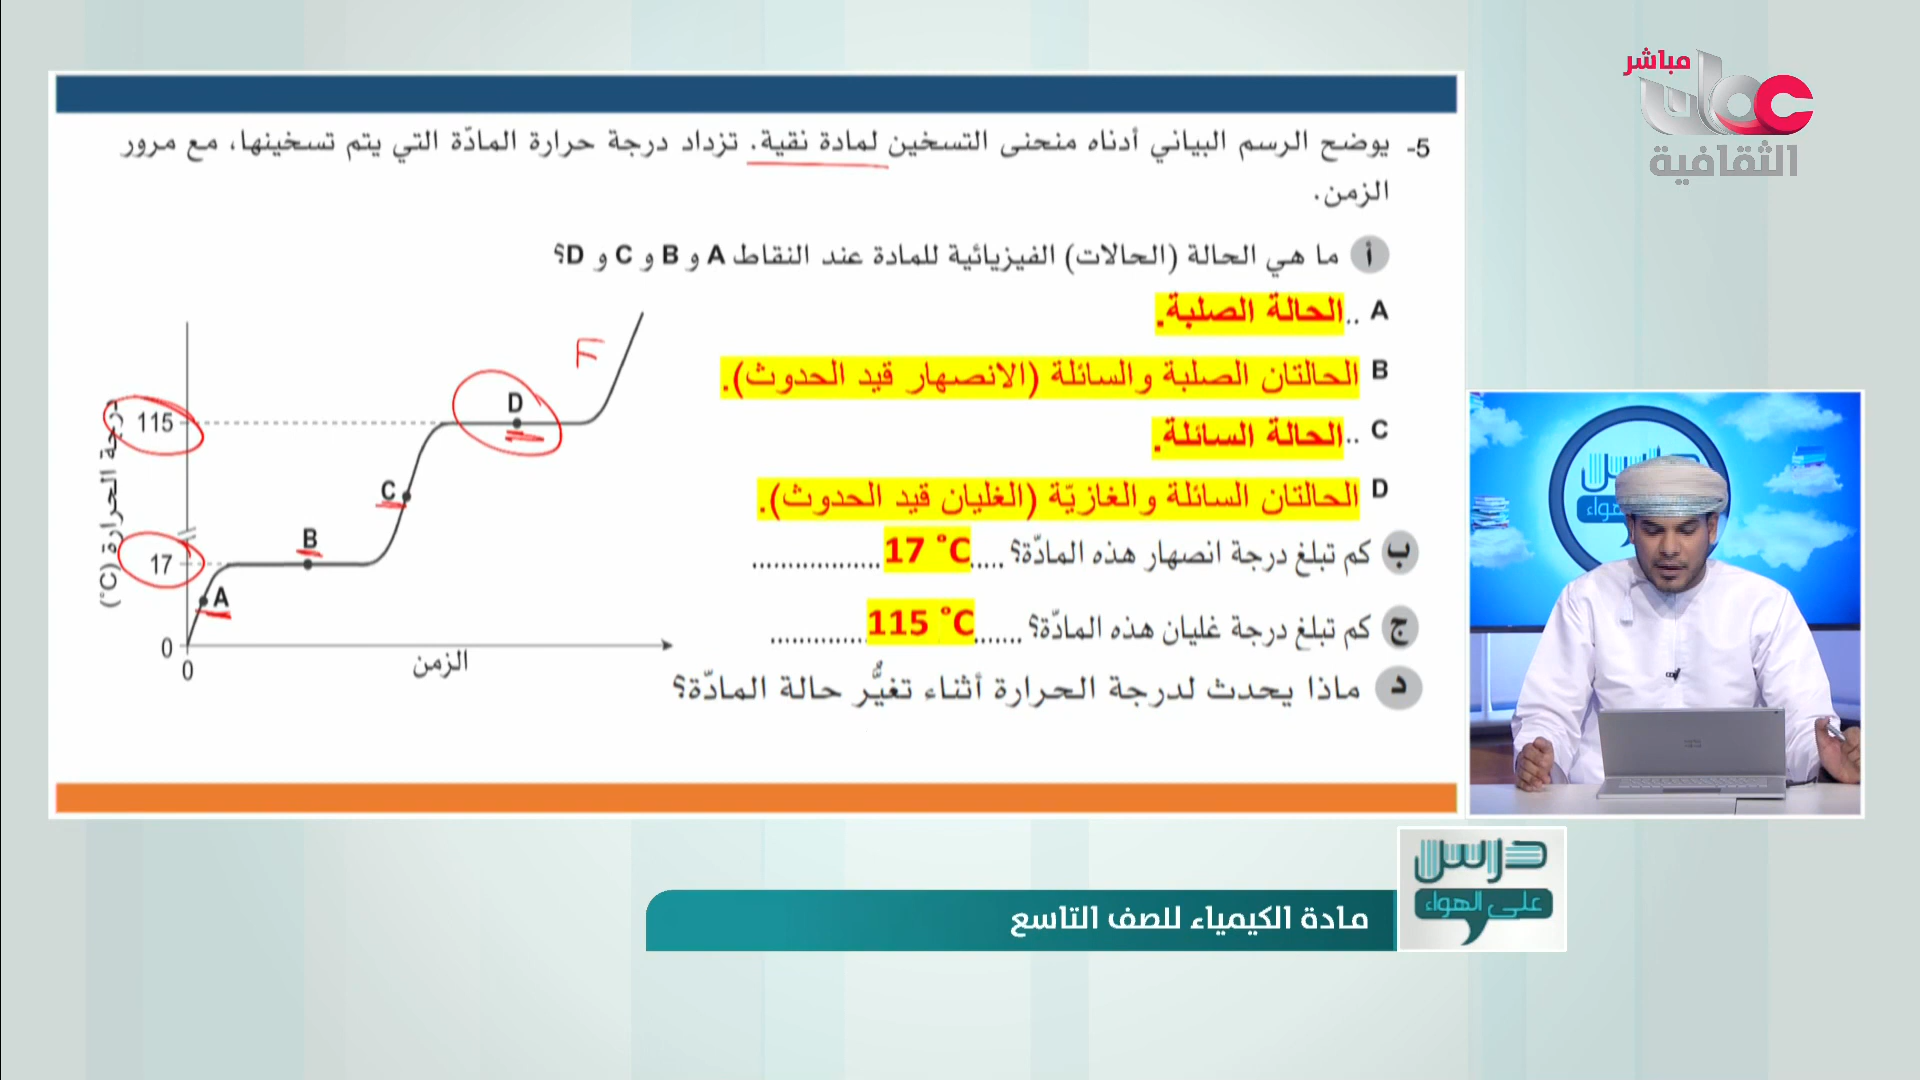 مباشر
عمان
الثقافية
5- يوضح الرسم البياني أدناه منحنى التسخين لمادة نقية. تزداد درجة حرارة المادّة التي يتم تسخينها، مع مرور
الزمن.
أ ما هي الحالة (الحالات) الفيزيائية للمادة عند النقاط A و B و C و D؟
A .. الحالة الصلبة.
B الحالتان الصلبة والسائلة (الانصهار قيد الحدوث).
C .. الحالة السائلة.
D الحالتان السائلة والغازيّة (الغليان قيد الحدوث).
ب كم تبلغ درجة انصهار هذه المادّة؟ ..... 17 °C ..................
ج كم تبلغ درجة غليان هذه المادّة؟ ....... 115 °C .............
د ماذا يحدث لدرجة الحرارة أثناء تغيُّر حالة المادّة؟
درجة الحرارة (°C)
115
17
0
0
الزمن
A
B
C
D
F
درس
على الهواء
مادة الكيمياء للصف التاسع